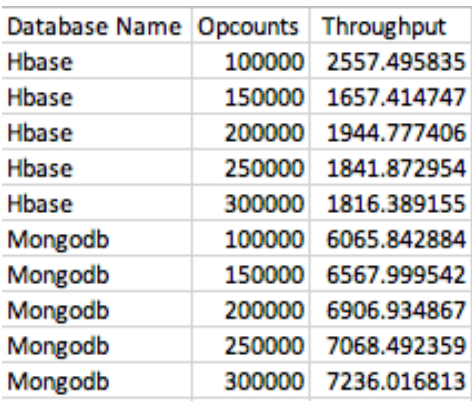 Database Name Opcounts Throughput
Hbase 100000 2557.495835
Hbase 150000 1657.414747
Hbase 200000 1944.777406
Hbase 250000 1841.872954
Hbase 300000 1816.389155
Mongodb 100000 6065.842884
Mongodb 150000 6567.999542
Mongodb 200000 6906.934867
Mongodb 250000 7068.492359
Mongodb 300000 7236.016813